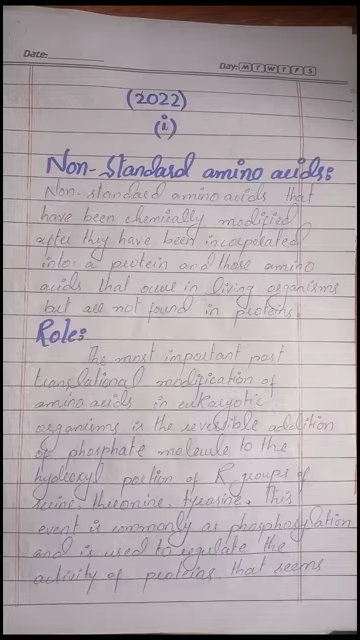 Date:
Day: M T W T F S
(2022)
(i)
Non-Standard amino acids:
Non-standard amino acids that
have been chemically modified
after they have been incorporated
into a protein and those amino
acids that occur in living organisms
but are not found in proteins.
Role:
The most important post
translational modification of
amino acids in eukaryotic
organisms is the reversible addition
of phosphate molecule to the
hydroxyl portion of R groups of
serine, threonine, tyrosine. This
event is commonly as phosphorylation
and is used to regulate the
activity of proteins that seems